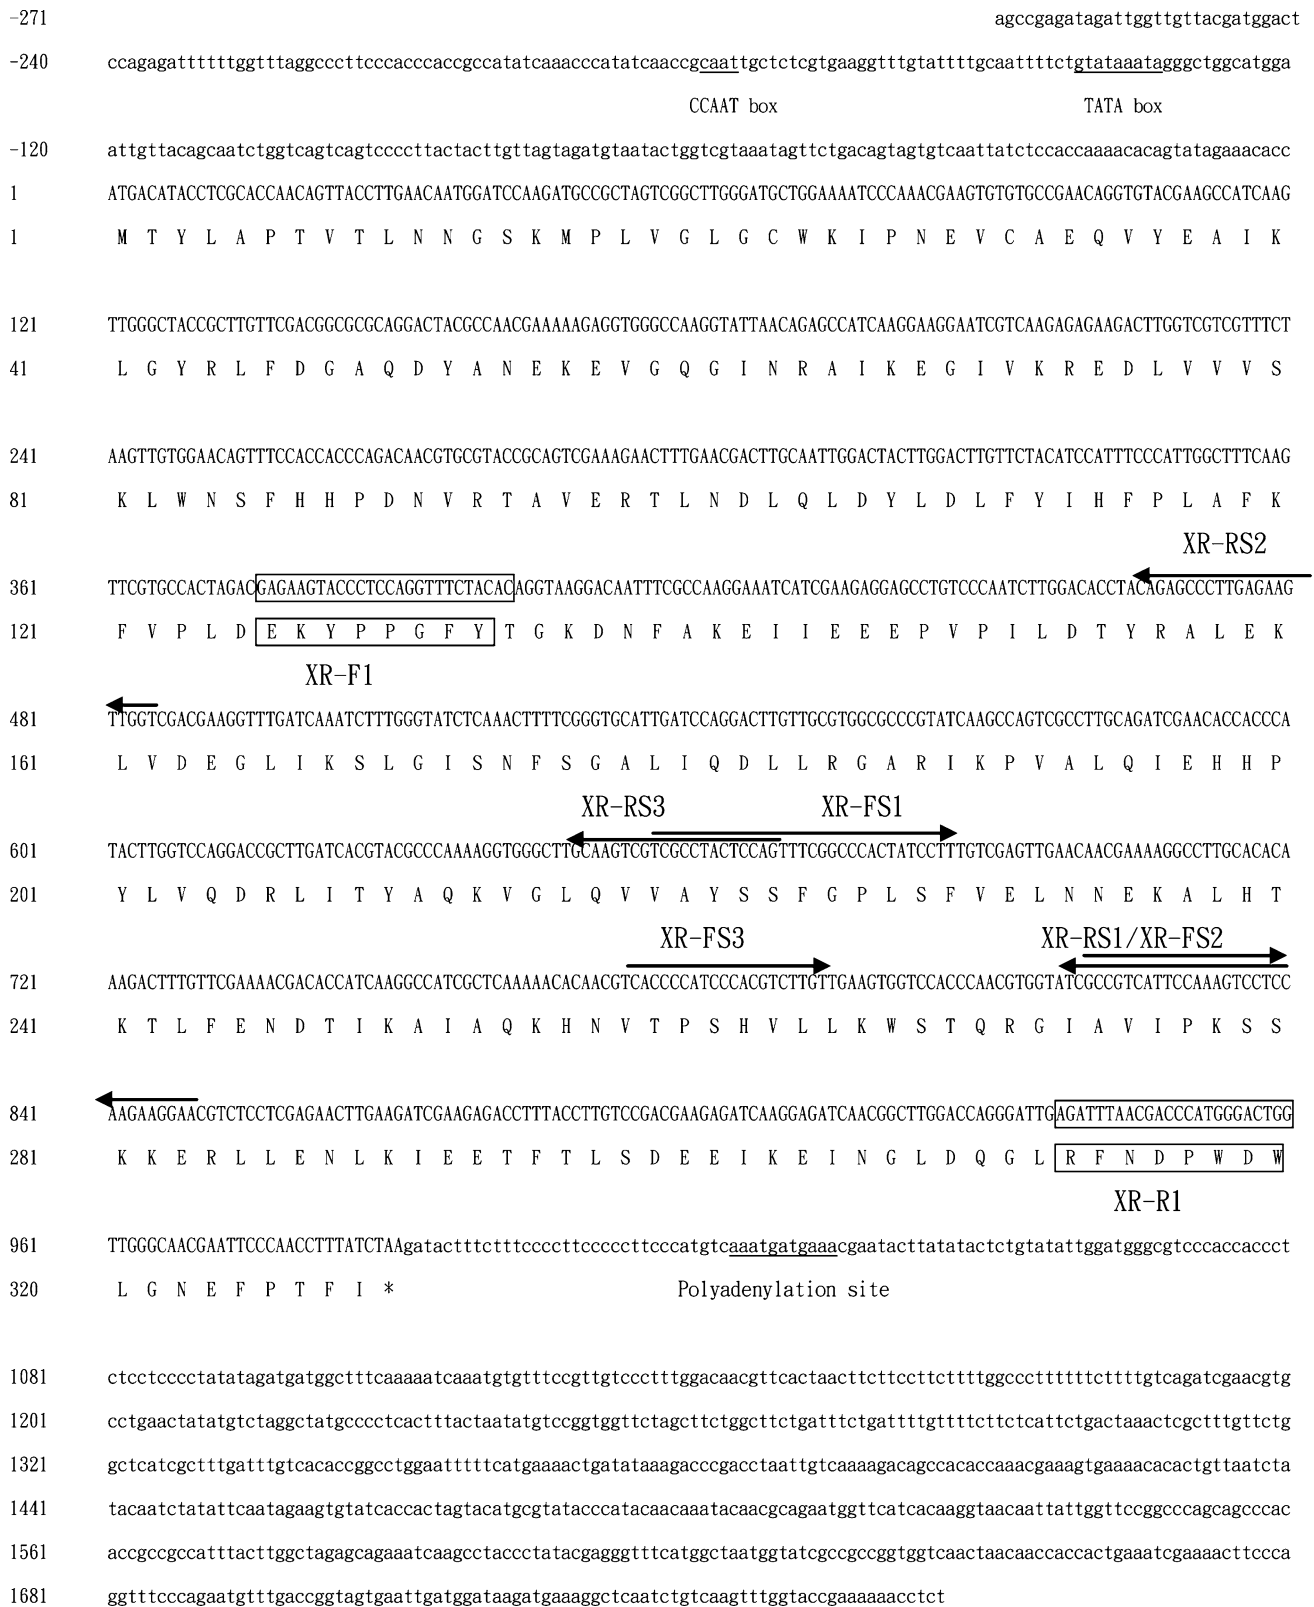 -271 agccgagatagattggttgttacgatggact
-240 ccagagattttttggtttaggcccttcccacccaccgccatatcaaacccatatcaaccgcaattgctctcgtgaaggtttgtattttgcaattttctgtataaatagggctggcatgga
CCAAT box TATA box
-120 attgttacagcaatctggtcagtcagtccccttactacttgttagtagatgtaatactggtcgtaaatagttctgacagtagtgtcaattatctccaccaaaacacagtatagaaacacc
1 ATGACATACCTCGCACCAACAGTTACCTTGAACAATGGATCCAAGATGCCGCTAGTCGGCTTGGGATGCTGGAAAATCCCAAACGAAGTGTGTGCCGAACAGGTGTACGAAGCCATCAAG
1 M T Y L A P T V T L N N G S K M P L V G L G C W K I P N E V C A E Q V Y E A I K
121 TTGGGCTACCGCTTGTTCGACGGCGCGCAGGACTACGCCAACGAAAAAGAGGTGGGCCAAGGTATTAACAGAGCCATCAAGGAAGGAATCGTCAAGAGAGAAGACTTGGTCGTCGTTTCT
41 L G Y R L F D G A Q D Y A N E K E V G Q G I N R A I K E G I V K R E D L V V V S
241 AAGTTGTGGAACAGTTTCCACCACCCAGACAACGTGCGTACCGCAGTCGAAAGAACTTTGAACGACTTGCAATTGGACTACTTGGACTTGTTCTACATCCATTTCCCATTGGCTTTCAAG
81 K L W N S F H H P D N V R T A V E R T L N D L Q L D Y L D L F Y I H F P L A F K
XR-RS2
361 TTCGTGCCACTAGACGAGAAGTACCCTCCAGGTTTCTACACAGGTAAGGACAATTTCGCCAAGGAAATCATCGAAGAGGAGCCTGTCCCAATCTTGGACACCTACAGAGCCCTTGAGAAG
121 F V P L D E K Y P P G F Y T G K D N F A K E I I E E E P V P I L D T Y R A L E K
XR-F1
481 TTGGTCGACGAAGGTTTGATCAAATCTTTGGGTATCTCAAACTTTTCGGGTGCATTGATCCAGGACTTGTTGCGTGGCGCCCGTATCAAGCCAGTCGCCTTGCAGATCGAACACCACCCA
161 L V D E G L I K S L G I S N F S G A L I Q D L L R G A R I K P V A L Q I E H H P
XR-RS3 XR-FS1
601 TACTTGGTCCAGGACCGCTTGATCACGTACGCCCAAAAGGTGGGCTTGCAAGTCGTCGCCTACTCCAGTTTCGGCCCACTATCCTTTGTCGAGTTGAACAACGAAAAGGCCTTGCACACA
201 Y L V Q D R L I T Y A Q K V G L Q V V A Y S S F G P L S F V E L N N E K A L H T
XR-FS3 XR-RS1/XR-FS2
721 AAGACTTTGTTCGAAAACGACACCATCAAGGCCATCGCTCAAAAACACAACGTCACCCCATCCCACGTCTTGTTGAAGTGGTCCACCCAACGTGGTATCGCCGTCATTCCAAAGTCCTCC
241 K T L F E N D T I K A I A Q K H N V T P S H V L L K W S T Q R G I A V I P K S S
841 AAGAAGGAACGTCTCCTCGAGAACTTGAAGATCGAAGAGACCTTTACCTTGTCCGACGAAGAGATCAAGGAGATCAACGGCTTGGACCAGGGATTGAGATTTAACGACCCATGGGACTGG
281 K K E R L L E N L K I E E T F T L S D E E I K E I N G L D Q G L R F N D P W D W
XR-R1
961 TTGGGCAACGAATTCCCAACCTTTATCTAAgatactttctttccccttcccccttcccatgtcaaatgatgaaacgaatacttatatactctgtatattggatgggcgtcccaccaccct
320 L G N E F P T F I * Polyadenylation site
1081 ctcctcccctatatagatgatggctttcaaaaatcaaatgtgtttccgttgtccctttggacaacgttcactaacttcttccttcttttggcccttttttcttttgtcagatcgaacgtg
1201 cctgaactatatgtctaggctatgcccctcactttactaatatgtccggtggttctagcttctggcttctgatttctgattttgttttcttctcattctgactaaactcgctttgttctg
1321 gctcatcgctttgatttgtcacaccggcctggaatttttcatgaaaactgatataaagacccgacctaattgtcaaaagacagccacaccaaacgaaagtgaaaacacactgttaatcta
1441 tacaatctatattcaatagaagtgtatcaccactagtacatgcgtatacccatacaacaaatacaacgcagaatggttcatcacaaggtaacaattattggttccggcccagcagcccac
1561 accgccgccatttacttggctagagcagaaatcaagcctaccctatacgagggtttcatggctaatggtatcgccgccggtggtcaactaacaaccaccactgaaatcgaaaacttccca
1681 ggtttcccagaatgtttgaccggtagtgaattgatggataagatgaaaggctcaatctgtcaagtttggtaccgaaaaaacctct